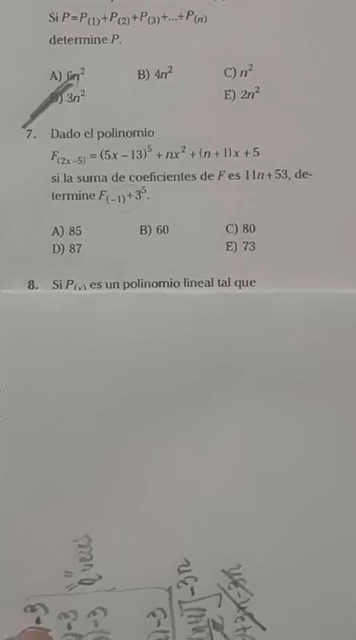 Si P=P(1)+P(2)+P(3)+...+P(n)
determine P.
A) 6n² B) 4n² C) n²
D) 3n² E) 2n²
7. Dado el polinomio
F(2x−5)=(5x−13)⁵+nx²+(n+1)x+5
si la suma de coeficientes de F es 11n+53, de-
termine F(−1)+3⁵.
A) 85 B) 60 C) 80
D) 87 E) 73
8. Si P(x) es un polinomio lineal tal que